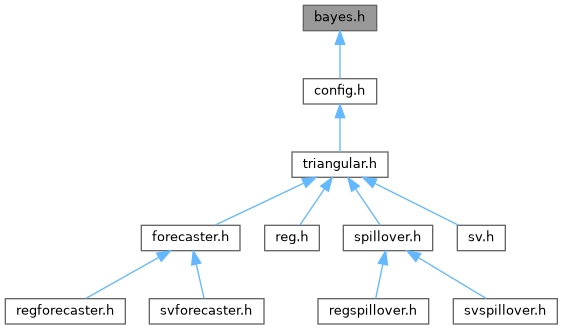 bayes.h
config.h
triangular.h
forecaster.h
reg.h
spillover.h
sv.h
regforecaster.h
svforecaster.h
regspillover.h
svspillover.h